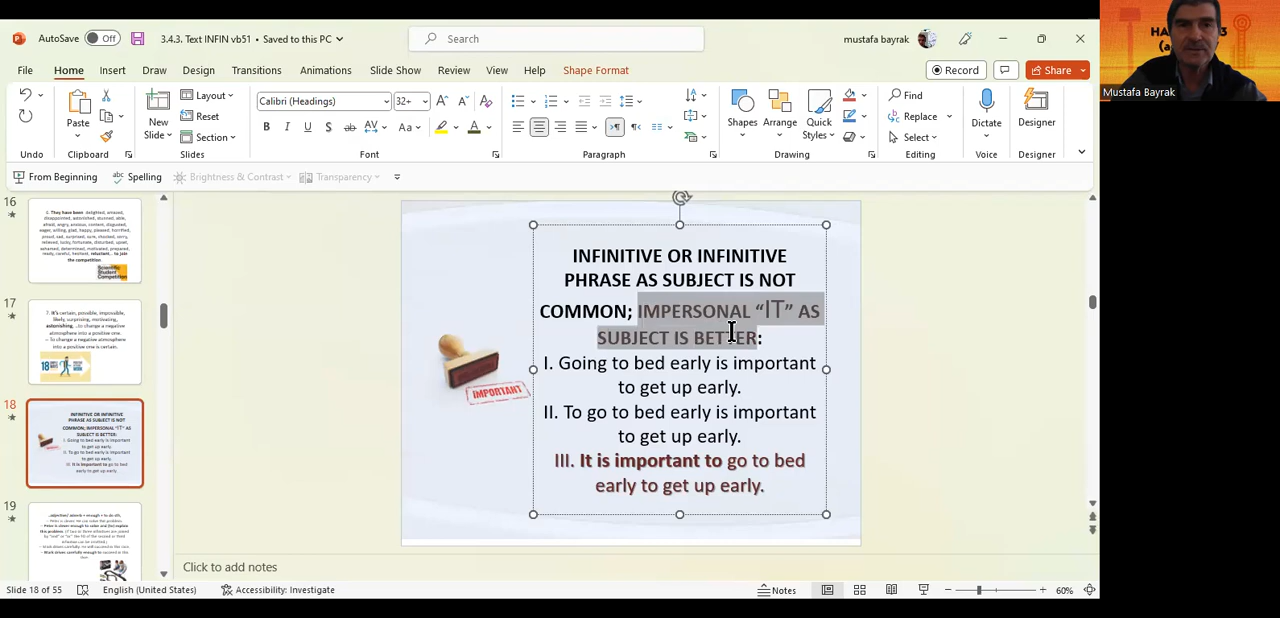 AutoSave
Off
3.4.3. Text INFIN vb51 • Saved to this PC
Search
mustafa bayrak
File
Home
Insert
Draw
Design
Transitions
Animations
Slide Show
Review
View
Help
Shape Format
Record
Share
Paste
New
Slide
Layout
Reset
Section
Calibri (Headings)
32+
Shapes
Arrange
Quick
Styles
Find
Replace
Select
Dictate
Designer
Undo
Clipboard
Slides
Font
Paragraph
Drawing
Editing
Voice
Designer
From Beginning
Spelling
Brightness & Contrast
Transparency
Mustafa Bayrak
16
17
18
19
INFINITIVE OR INFINITIVE
PHRASE AS SUBJECT IS NOT
COMMON; IMPERSONAL “IT” AS
SUBJECT IS BETTER:
I. Going to bed early is important
to get up early.
II. To go to bed early is important
to get up early.
III. It is important to go to bed
early to get up early.
IMPORTANT
Click to add notes
Slide 18 of 55
English (United States)
Accessibility: Investigate
Notes
60%